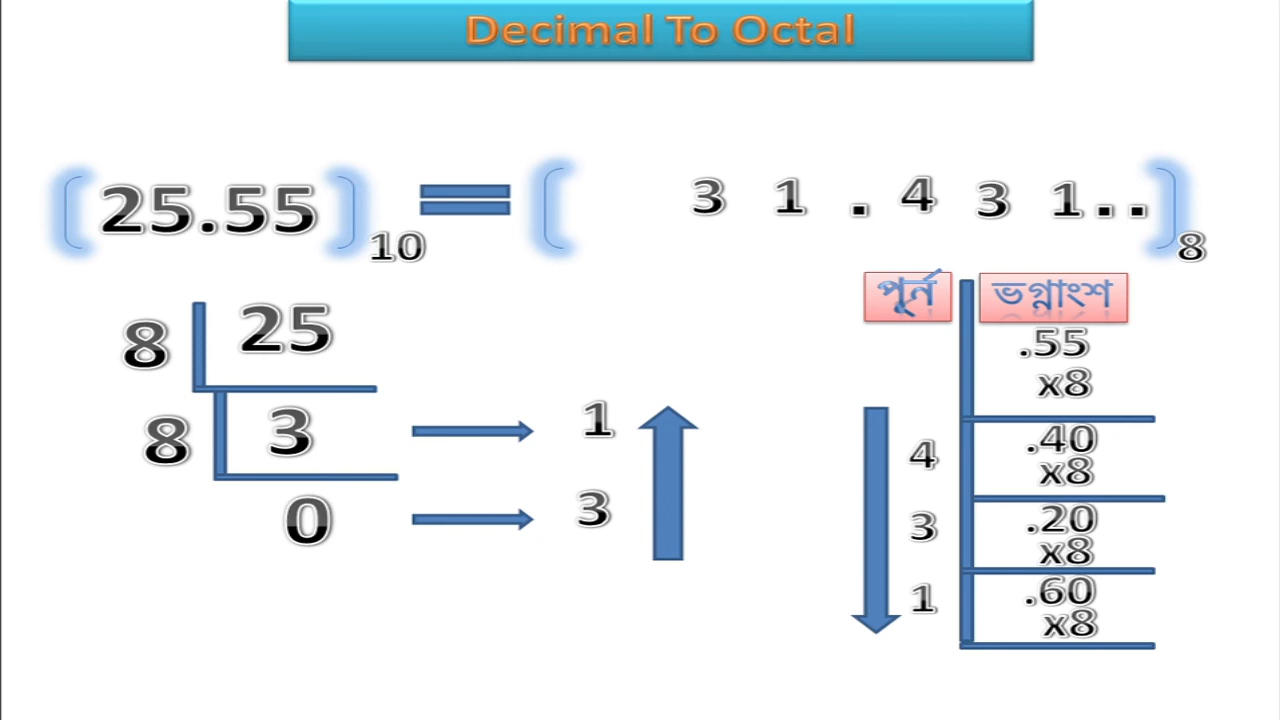 Decimal To Octal
(25.55)10 = ( 3 1 . 4 3 1.. )8
8 25
8 3 → 1
0 → 3
পূর্ন ভগ্নাংশ
.55
x8
4 .40
x8
3 .20
x8
1 .60
x8